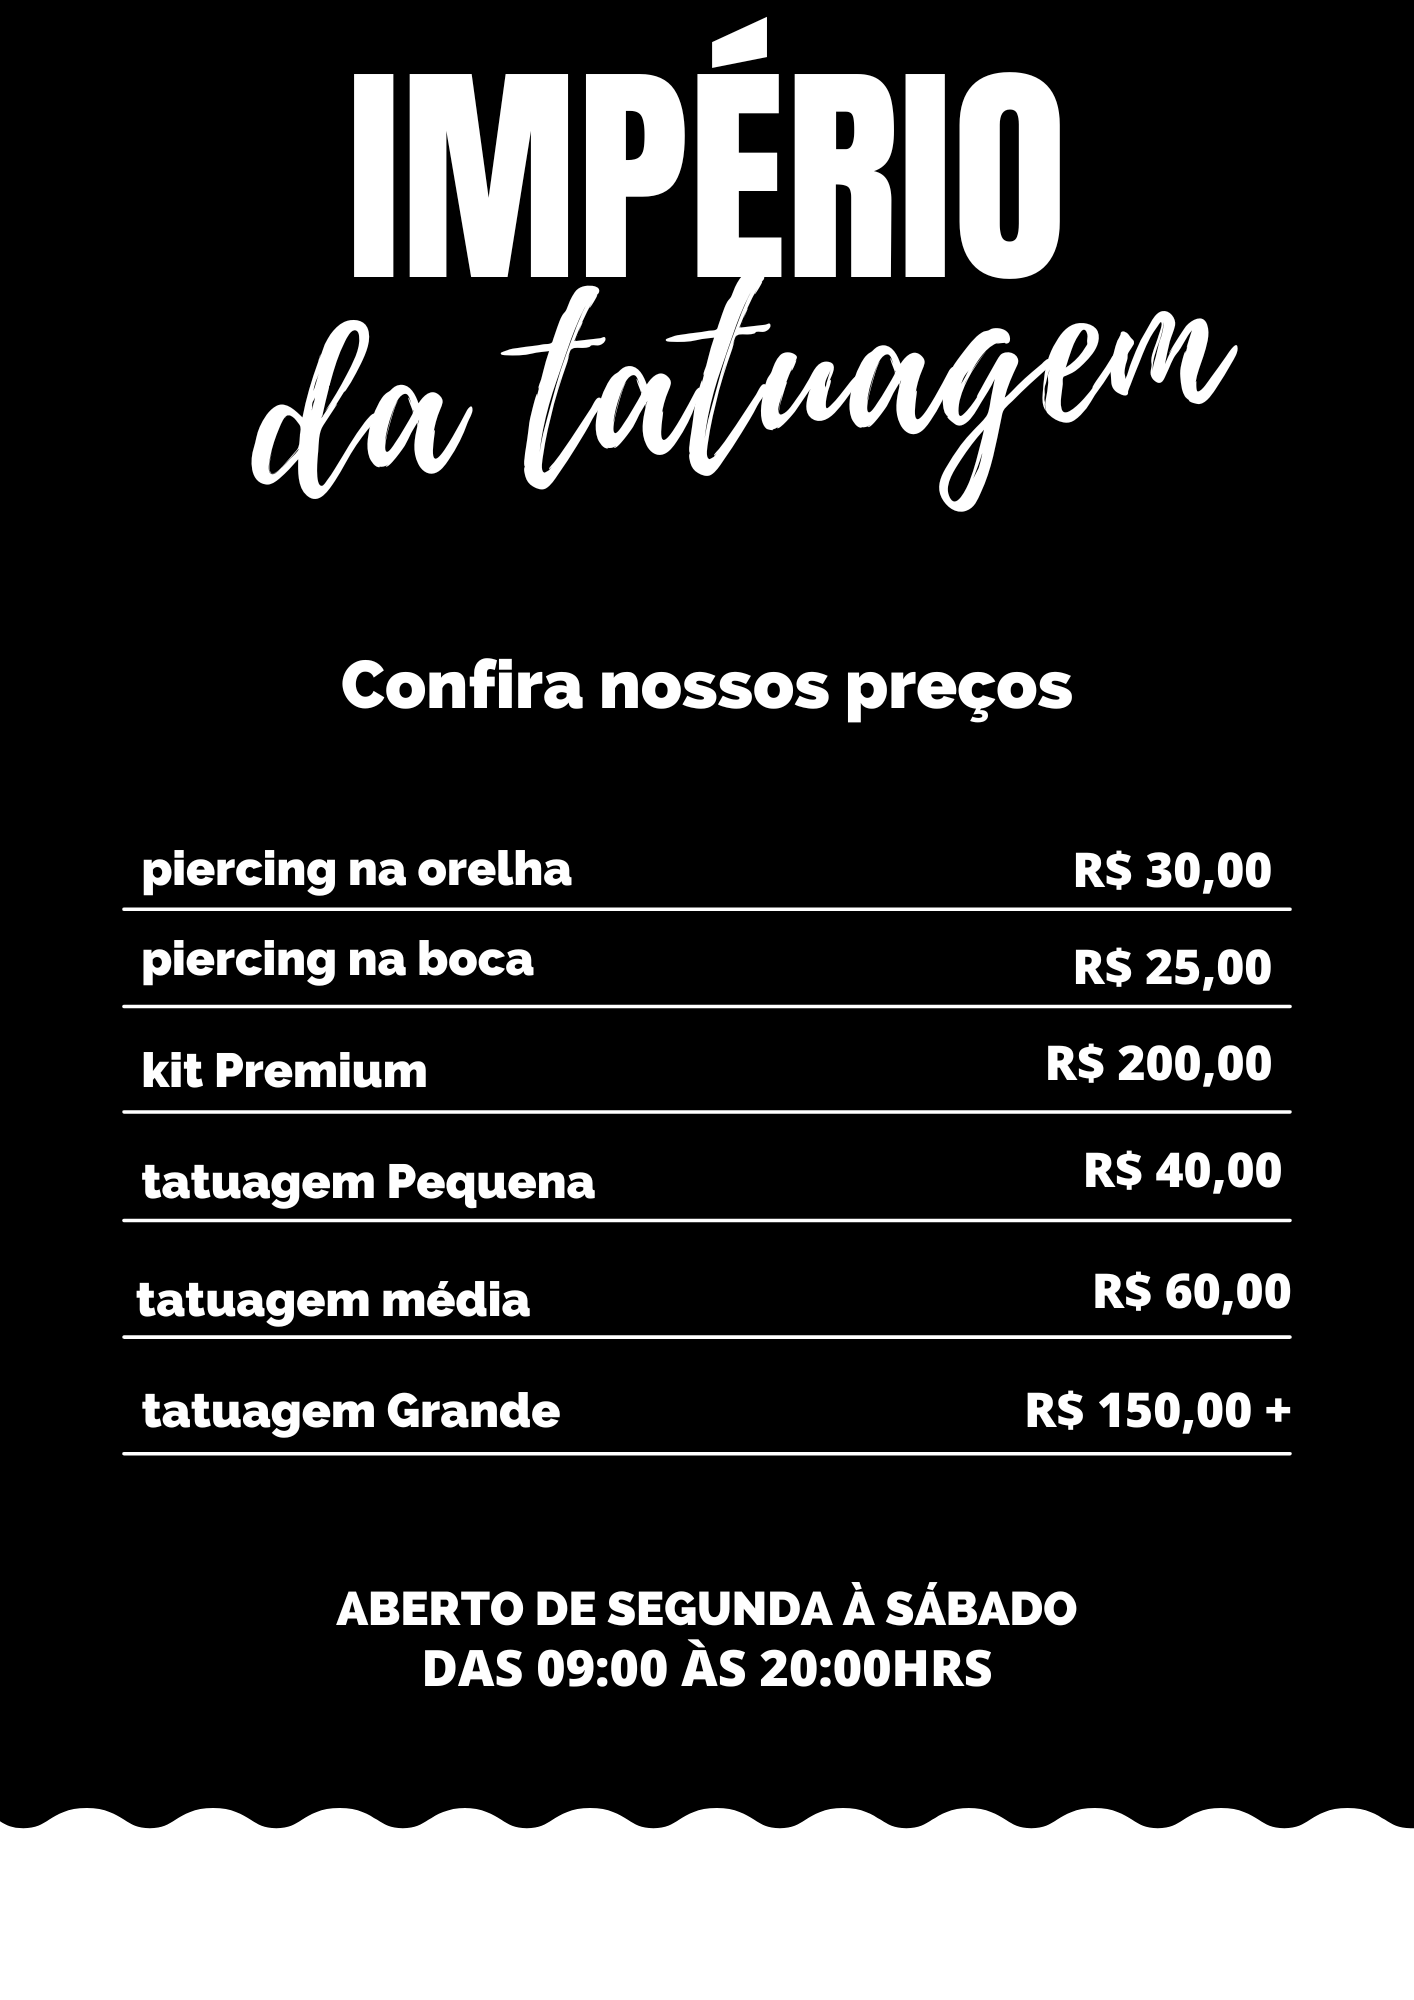 IMPÉRIO
da tatuagem
Confira nossos preços
piercing na orelha R$ 30,00
piercing na boca R$ 25,00
kit Premium R$ 200,00
tatuagem Pequena R$ 40,00
tatuagem média R$ 60,00
tatuagem Grande R$ 150,00 +
ABERTO DE SEGUNDA À SÁBADO
DAS 09:00 ÀS 20:00HRS